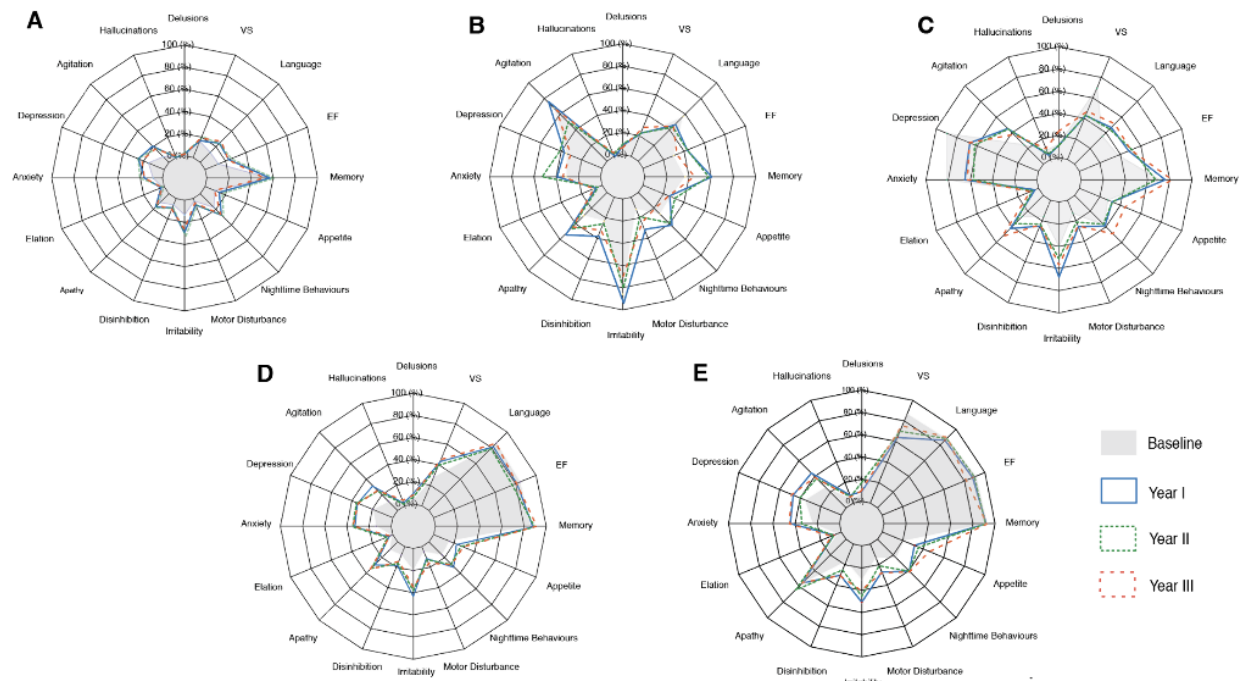 A
Delusions
VS
Hallucinations
Language
Agitation
EF
Depression
Memory
Anxiety
Appetite
Elation
Nighttime Behaviours
Apathy
Motor Disturbance
Disinhibition
Irritability
100 (%)
80 (%)
60 (%)
40 (%)
20 (%)
0 (%)
B
Delusions
VS
Hallucinations
Language
Agitation
EF
Depression
Memory
Anxiety
Appetite
Elation
Nighttime Behaviours
Apathy
Motor Disturbance
Disinhibition
Irritability
100 (%)
80 (%)
60 (%)
40 (%)
20 (%)
0 (%)
C
Delusions
VS
Hallucinations
Language
Agitation
EF
Depression
Memory
Anxiety
Appetite
Elation
Nighttime Behaviours
Apathy
Motor Disturbance
Disinhibition
Irritability
100 (%)
80 (%)
60 (%)
40 (%)
20 (%)
0 (%)
D
Delusions
VS
Hallucinations
Language
Agitation
EF
Depression
Memory
Anxiety
Appetite
Elation
Nighttime Behaviours
Apathy
Motor Disturbance
Disinhibition
Irritability
100 (%)
80 (%)
60 (%)
40 (%)
20 (%)
0 (%)
E
Delusions
VS
Hallucinations
Language
Agitation
EF
Depression
Memory
Anxiety
Appetite
Elation
Nighttime Behaviours
Apathy
Motor Disturbance
Disinhibition
100 (%)
80 (%)
60 (%)
40 (%)
20 (%)
0 (%)
Baseline
Year I
Year II
Year III